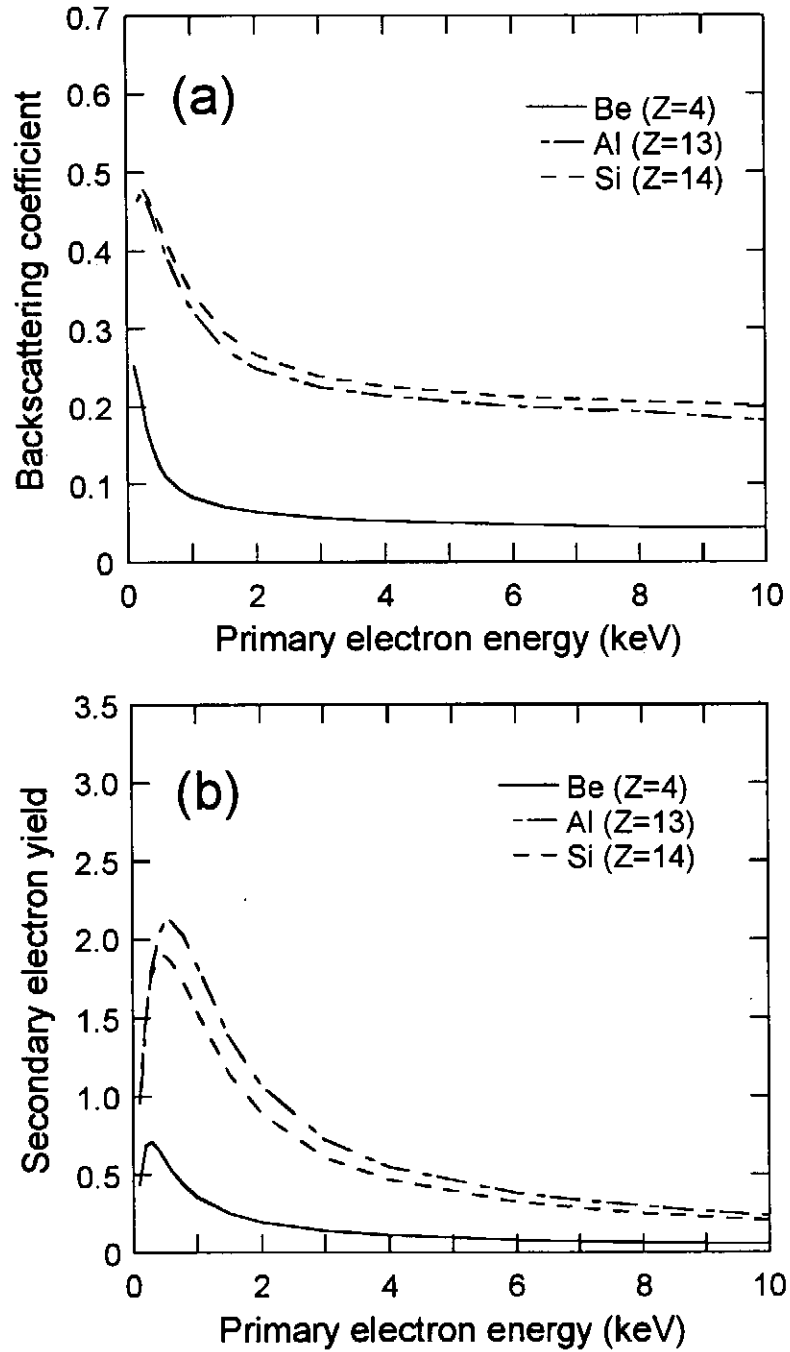 0.7
0.6
0.5
0.4
0.3
0.2
0.1
0
Backscattering coefficient
(a)
Be (Z=4)
Al (Z=13)
Si (Z=14)
0 2 4 6 8 10
Primary electron energy (keV)
3.5
3.0
2.5
2.0
1.5
1.0
0.5
0
Secondary electron yield
(b)
Be (Z=4)
Al (Z=13)
Si (Z=14)
0 2 4 6 8 10
Primary electron energy (keV)